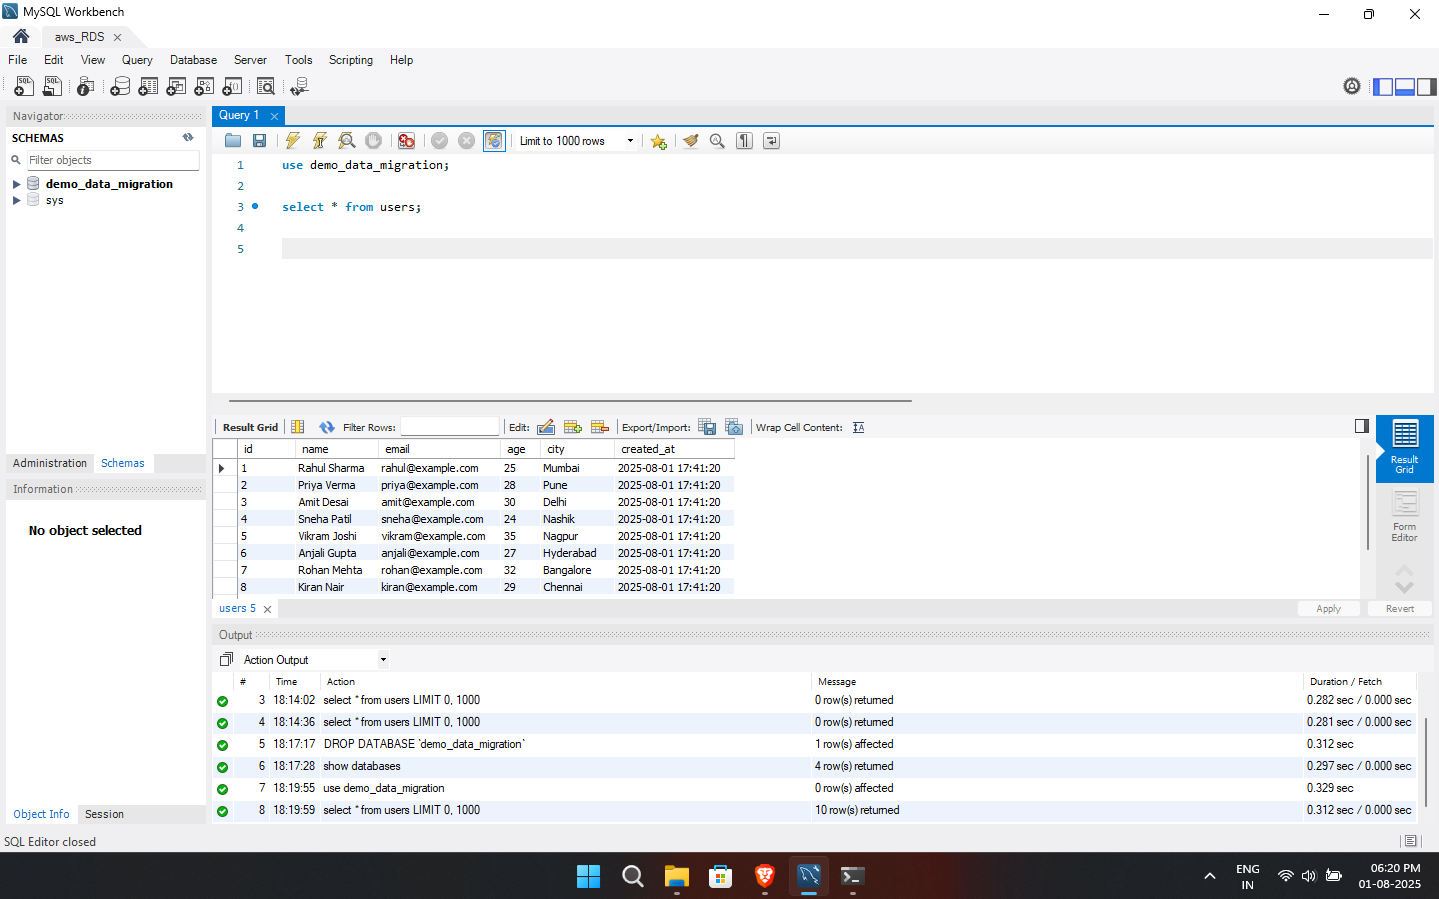 MySQL Workbench
aws_RDS
File Edit View Query Database Server Tools Scripting Help
Navigator
SCHEMAS
Filter objects
demo_data_migration
sys
Administration Schemas
Information
No object selected
Object Info Session
Query 1
Limit to 1000 rows
1 use demo_data_migration;
2
3 select * from users;
4
5
Result Grid Filter Rows: Edit: Export/Import: Wrap Cell Content:
id name email age city created_at
1 Rahul Sharma rahul@example.com 25 Mumbai 2025-08-01 17:41:20
2 Priya Verma priya@example.com 28 Pune 2025-08-01 17:41:20
3 Amit Desai amit@example.com 30 Delhi 2025-08-01 17:41:20
4 Sneha Patil sneha@example.com 24 Nashik 2025-08-01 17:41:20
5 Vikram Joshi vikram@example.com 35 Nagpur 2025-08-01 17:41:20
6 Anjali Gupta anjali@example.com 27 Hyderabad 2025-08-01 17:41:20
7 Rohan Mehta rohan@example.com 32 Bangalore 2025-08-01 17:41:20
8 Kiran Nair kiran@example.com 29 Chennai 2025-08-01 17:41:20
Result
Grid
Form
Editor
users 5
Apply Revert
Output
Action Output
# Time Action Message Duration / Fetch
3 18:14:02 select * from users LIMIT 0, 1000 0 row(s) returned 0.282 sec / 0.000 sec
4 18:14:36 select * from users LIMIT 0, 1000 0 row(s) returned 0.281 sec / 0.000 sec
5 18:17:17 DROP DATABASE `demo_data_migration` 1 row(s) affected 0.312 sec
6 18:17:28 show databases 4 row(s) returned 0.297 sec / 0.000 sec
7 18:19:55 use demo_data_migration 0 row(s) affected 0.329 sec
8 18:19:59 select * from users LIMIT 0, 1000 10 row(s) returned 0.312 sec / 0.000 sec
SQL Editor closed
ENG
IN
06:20 PM
01-08-2025